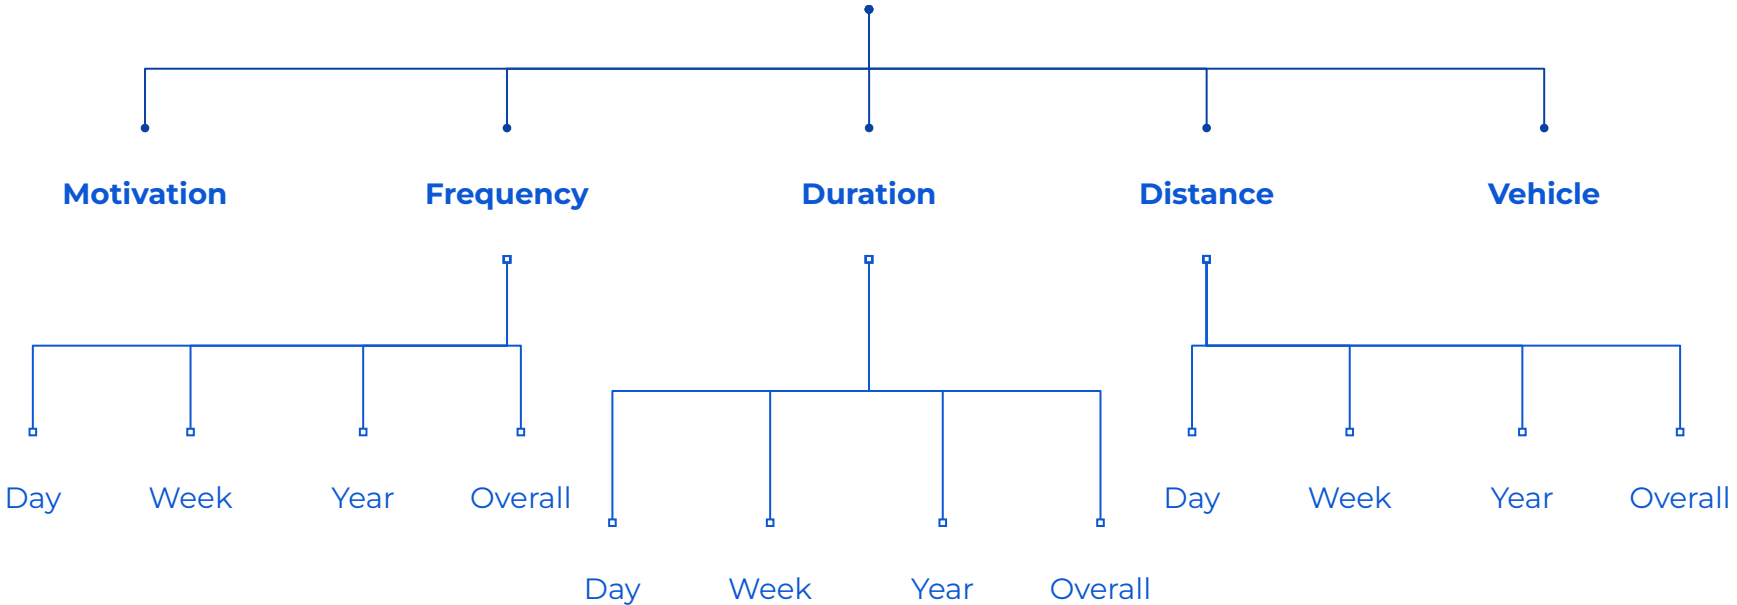 Motivation Frequency Duration Distance Vehicle
Day Week Year Overall Day Week Year Overall
Day Week Year Overall